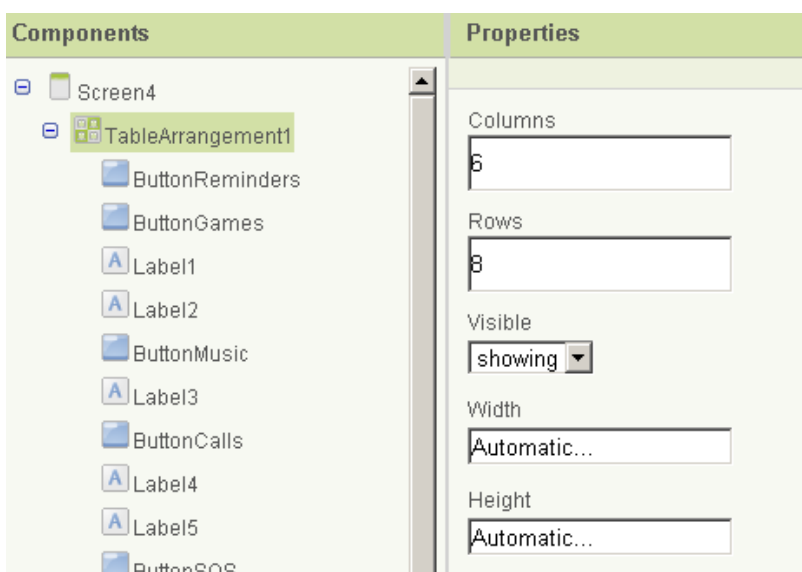 Components
Screen4
TableArrangement1
ButtonReminders
ButtonGames
A Label1
A Label2
ButtonMusic
A Label3
ButtonCalls
A Label4
A Label5
ButtonSOS
Properties
Columns
6
Rows
8
Visible
showing
Width
Automatic...
Height
Automatic...